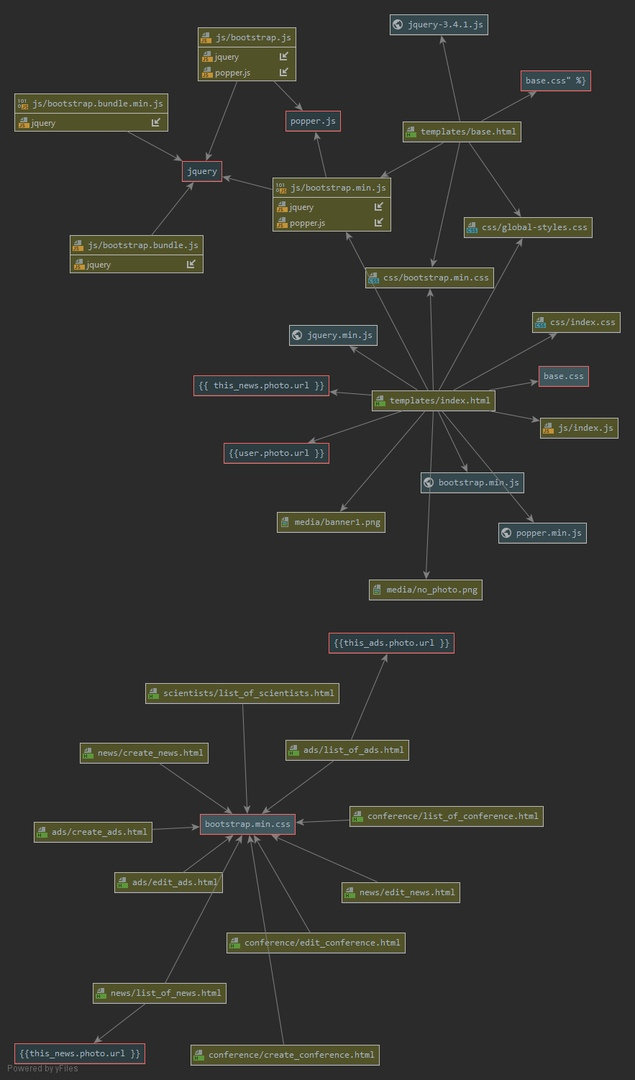 jquery-3.4.1.js
js/bootstrap.js
jquery
popper.js
base.css" %}
js/bootstrap.bundle.min.js
jquery
popper.js
templates/base.html
jquery
js/bootstrap.min.js
jquery
popper.js
css/global-styles.css
js/bootstrap.bundle.js
jquery
css/bootstrap.min.css
css/index.css
jquery.min.js
base.css
{{ this_news.photo.url }}
templates/index.html
js/index.js
{{user.photo.url }}
bootstrap.min.js
media/banner1.png
popper.min.js
media/no_photo.png
{{this_ads.photo.url }}
scientists/list_of_scientists.html
ads/list_of_ads.html
news/create_news.html
conference/list_of_conference.html
bootstrap.min.css
ads/create_ads.html
ads/edit_ads.html
news/edit_news.html
conference/edit_conference.html
news/list_of_news.html
{{this_news.photo.url }}
conference/create_conference.html
Powered by yFiles